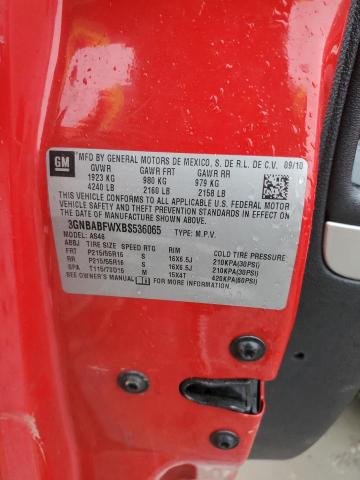 GM
MFD BY GENERAL MOTORS DE MEXICO, S. DE R.L. DE C.V. 09/10
GVWR GAWR FRT GAWR RR
1923 KG 980 KG 979 KG
4240 LB 2160 LB 2158 LB
THIS VEHICLE CONFORMS TO ALL APPLICABLE U.S. FEDERAL MOTOR
VEHICLE SAFETY AND THEFT PREVENTION STANDARDS IN EFFECT ON
THE DATE OF MANUFACTURE SHOWN ABOVE.
3GNBABFWXBS536065 TYPE: M.P.V.
MODEL: AS46
ABBJ TIRE SIZE SPEED RTG RIM COLD TIRE PRESSURE
FRT P215/55R16 S 16X6.5J 210KPA(30PSI)
RR P215/55R16 S 16X6.5J 210KPA(30PSI)
SPA T115/70D16 M 15X4T 420KPA(60PSI)
SEE OWNER'S MANUAL FOR MORE INFORMATION